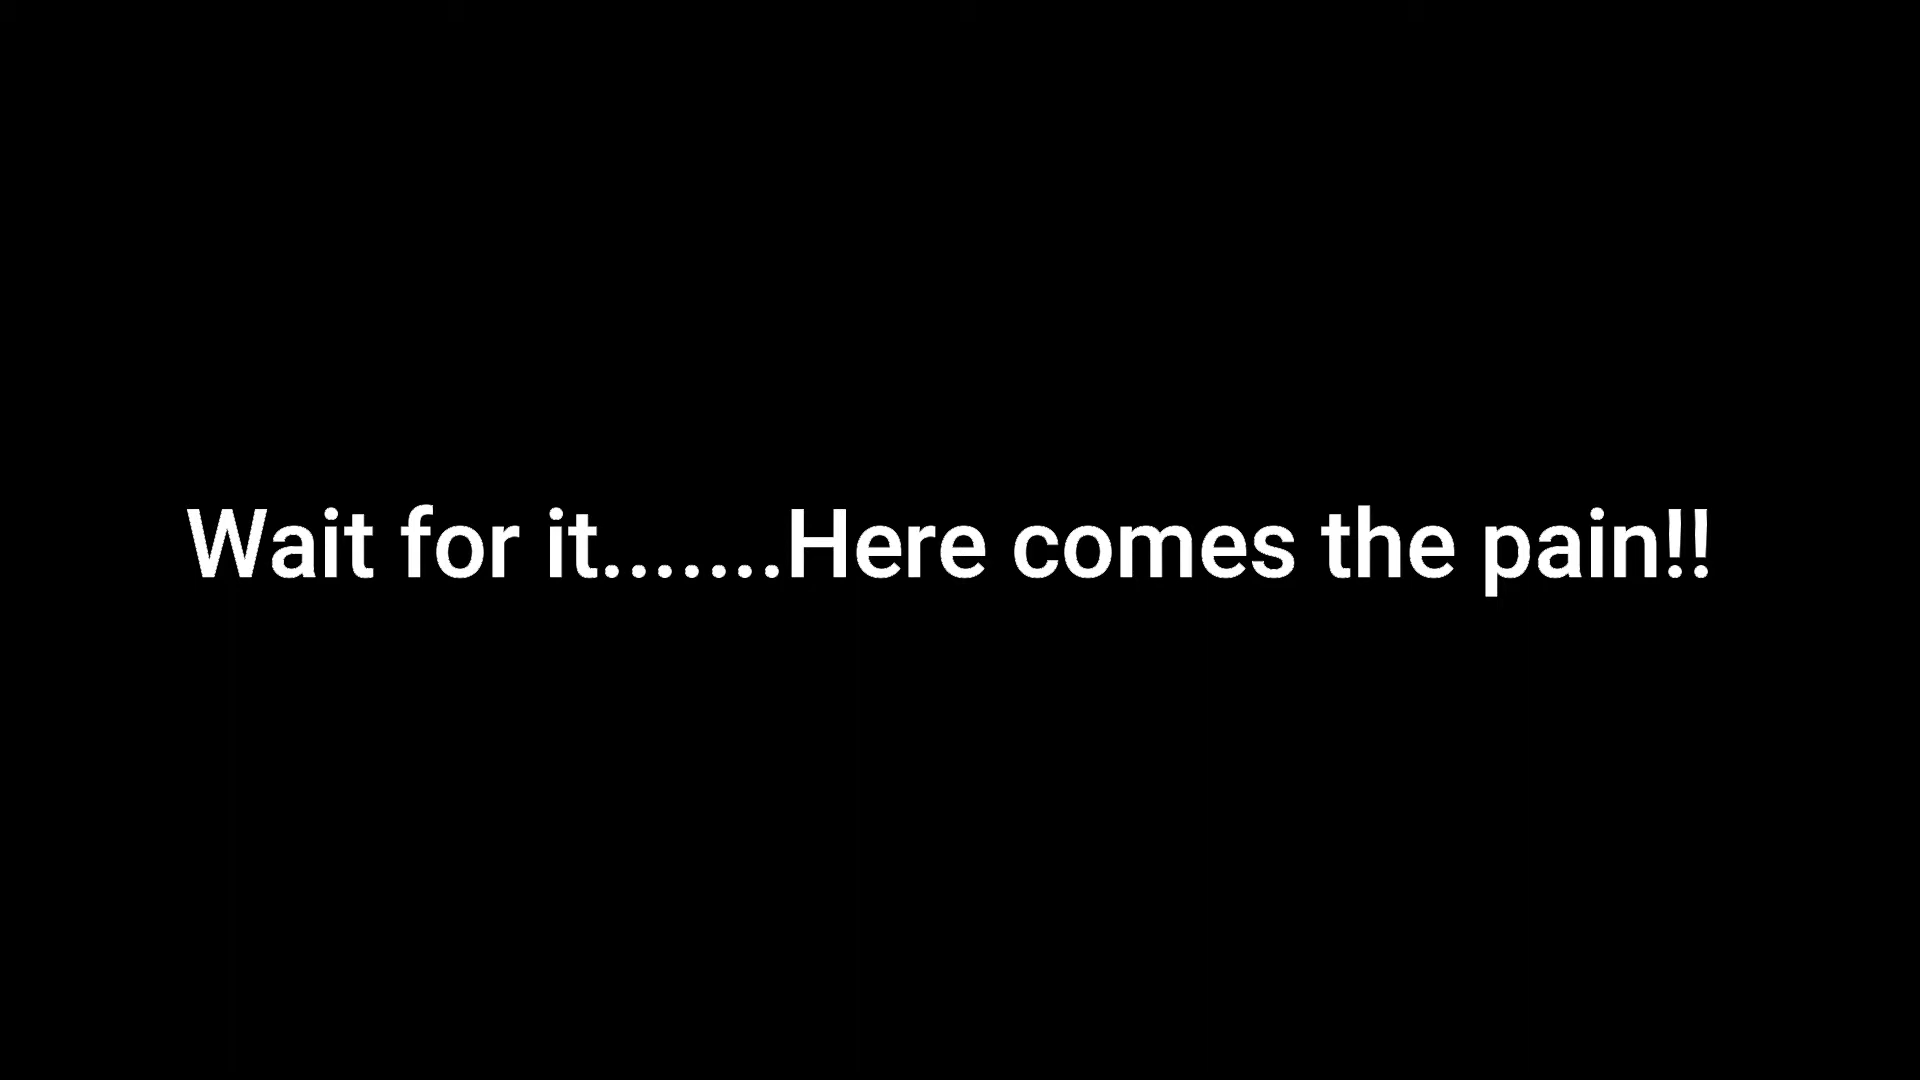 Wait for it.......Here comes the pain!!